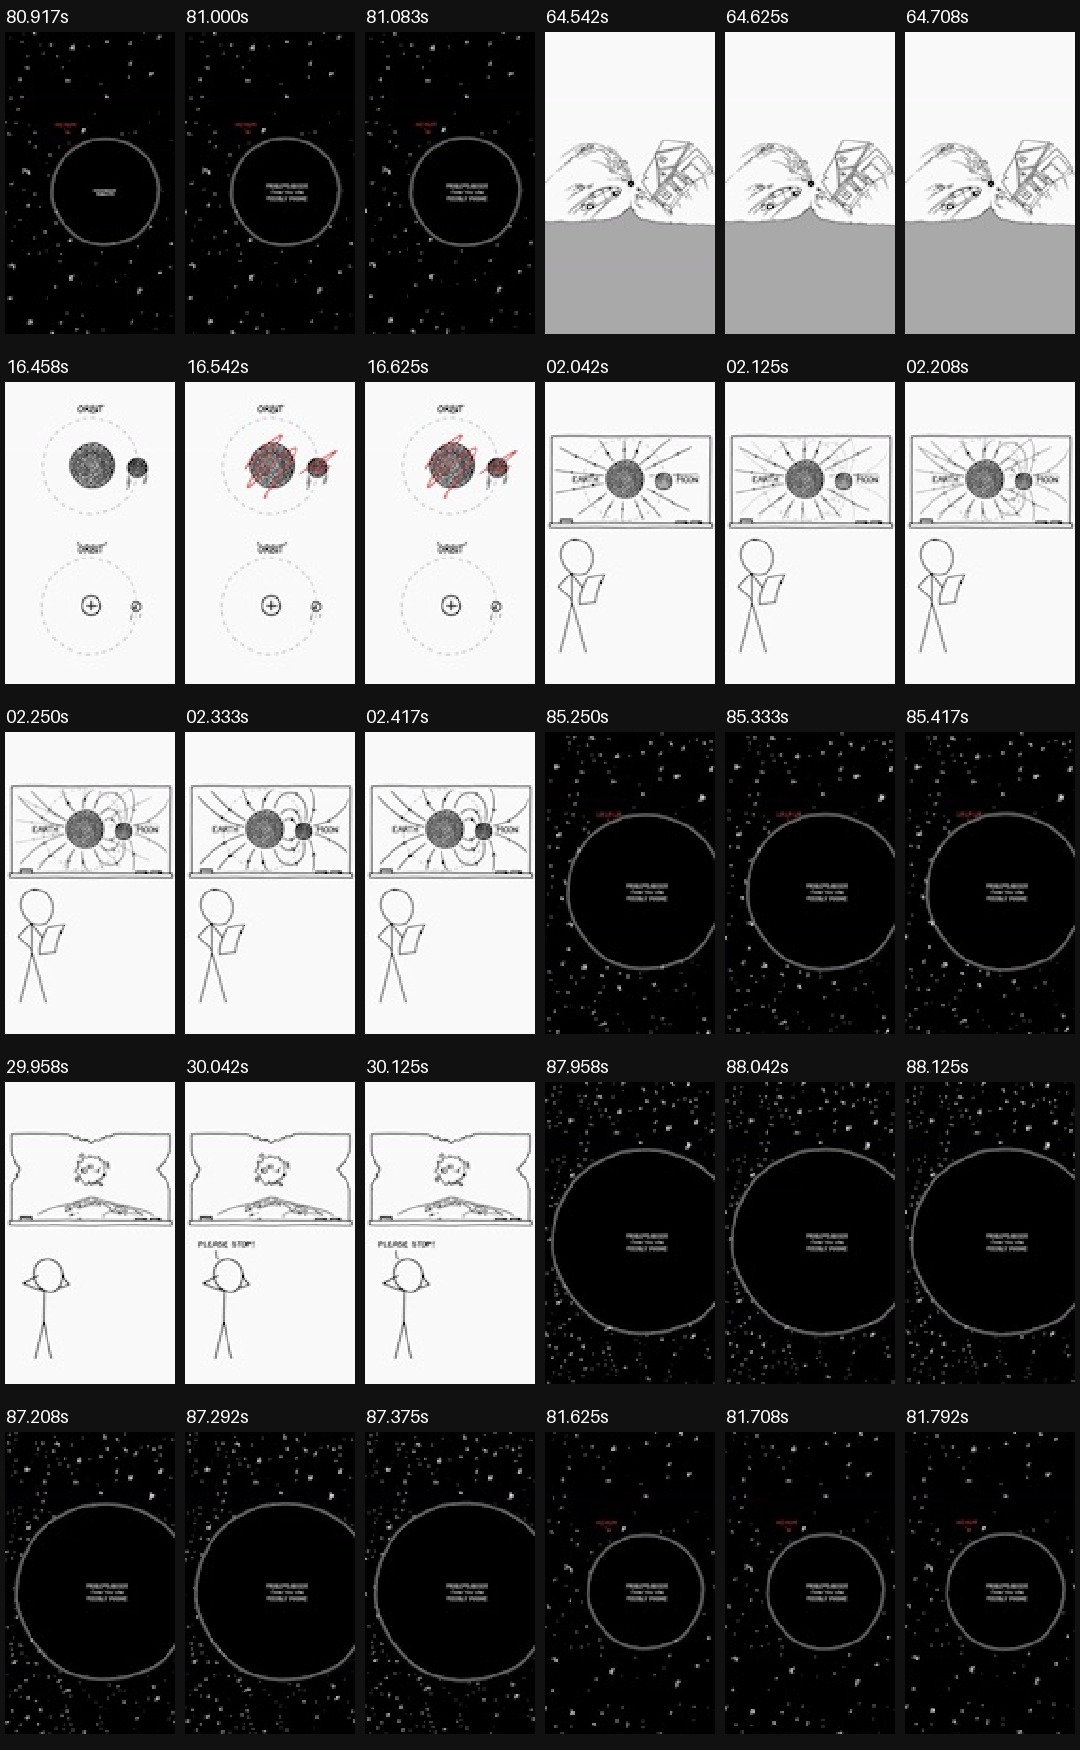 80.917s 81.000s 81.083s 64.542s 64.625s 64.708s
16.458s 16.542s 16.625s 02.042s 02.125s 02.208s
ORBIT ORBIT ORBIT
EARTH MOON EARTH MOON EARTH MOON
ORBIT ORBIT ORBIT
02.250s 02.333s 02.417s 85.250s 85.333s 85.417s
EARTH MOON EARTH MOON EARTH MOON
29.958s 30.042s 30.125s 87.958s 88.042s 88.125s
PLEASE STOP! PLEASE STOP!
87.208s 87.292s 87.375s 81.625s 81.708s 81.792s